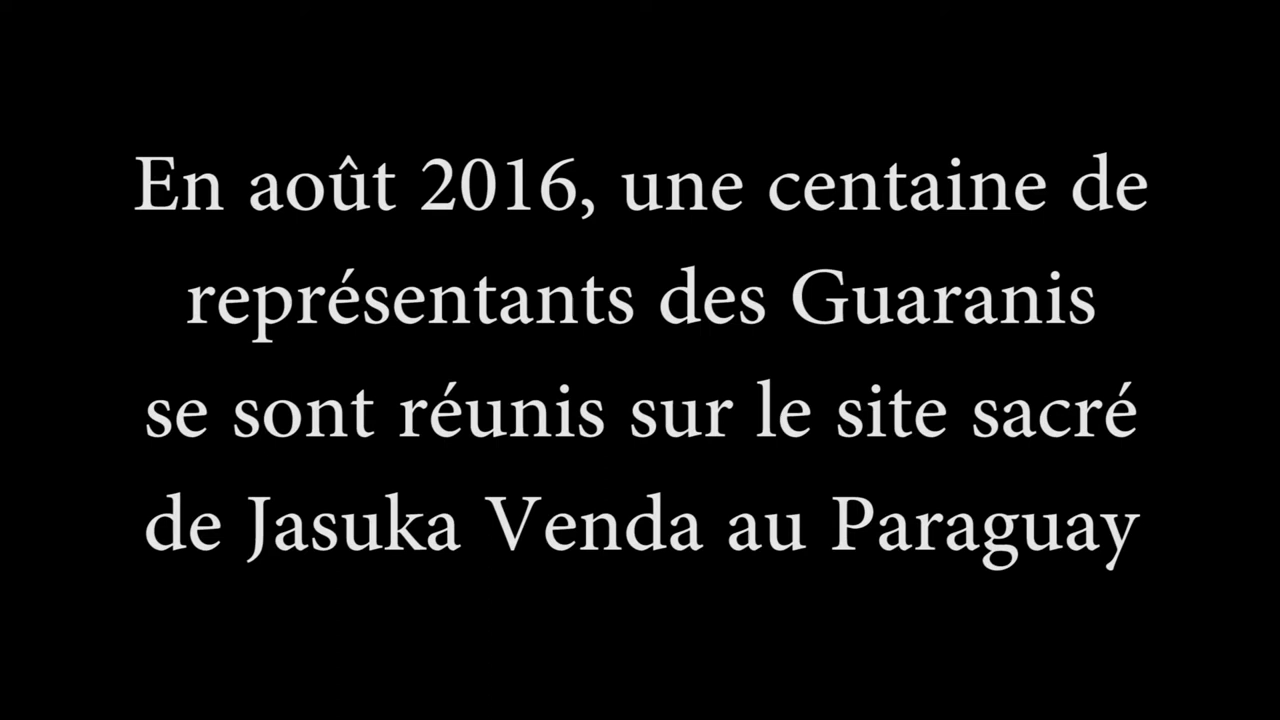 En août 2016, une centaine de
représentants des Guaranis
se sont réunis sur le site sacré
de Jasuka Venda au Paraguay